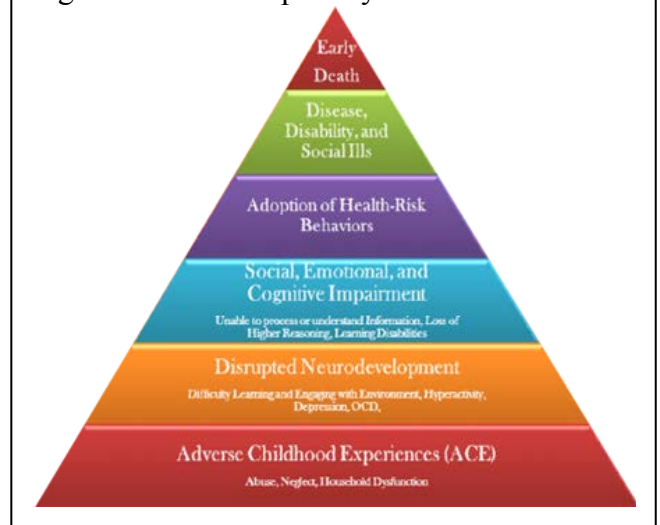 Early
Death
Disease,
Disability, and
Social Ills
Adoption of Health-Risk
Behaviors
Social, Emotional, and
Cognitive Impairment
Unable to process or understand Information, Loss of
Higher Reasoning, Learning Disabilities
Disrupted Neurodevelopment
Difficulty Learning and Engaging with Environment, Hyperactivity,
Depression, OCD,
Adverse Childhood Experiences (ACE)
Abuse, Neglect, Household Dysfunction